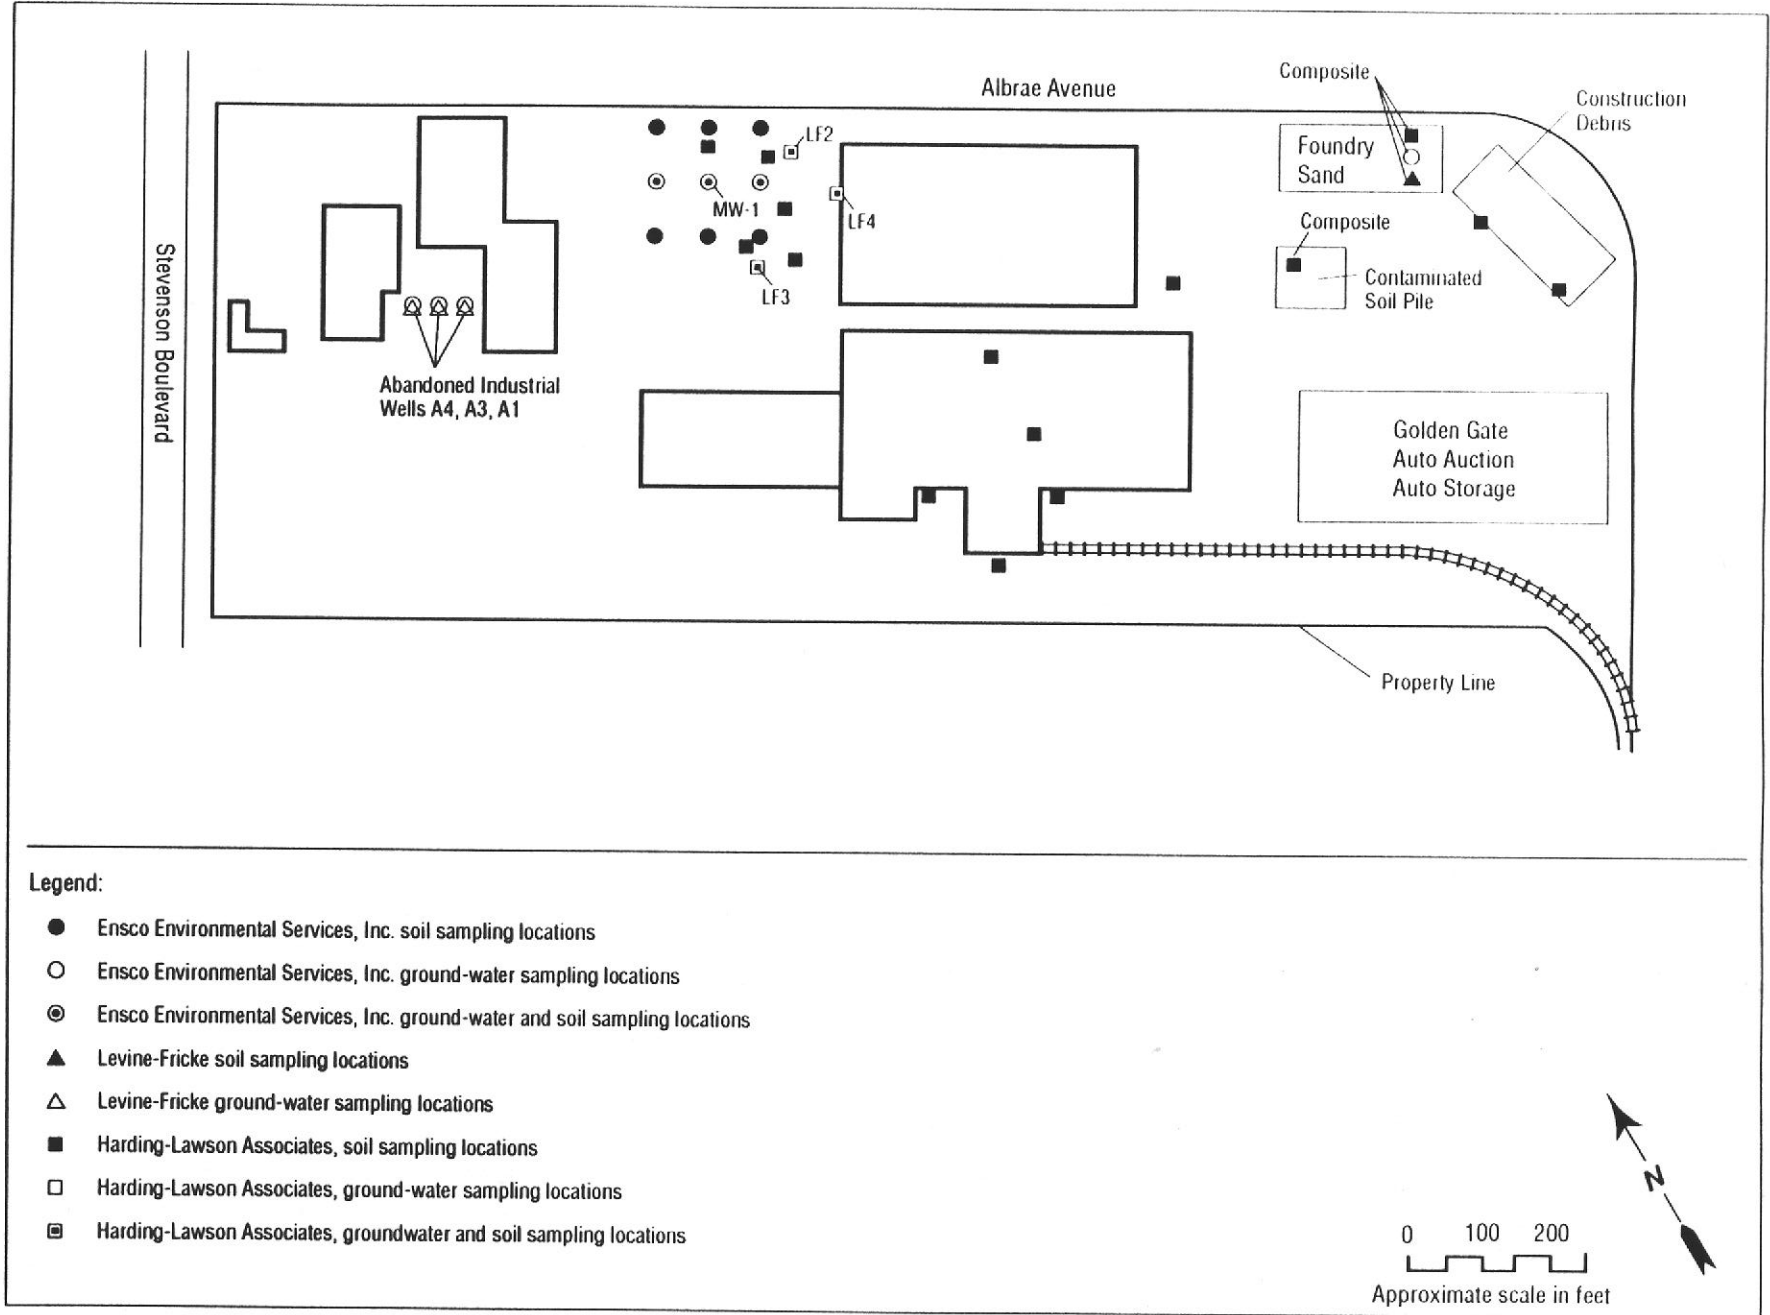 Albrae Avenue
Composite
Construction
Debris
Foundry
Sand
LF2
MW-1
LF4
LF3
Composite
Contaminated
Soil Pile
Stevenson Boulevard
Abandoned Industrial
Wells A4, A3, A1
Golden Gate
Auto Auction
Auto Storage
Property Line
Legend:
Ensco Environmental Services, Inc. soil sampling locations
Ensco Environmental Services, Inc. ground-water sampling locations
Ensco Environmental Services, Inc. ground-water and soil sampling locations
Levine-Fricke soil sampling locations
Levine-Fricke ground-water sampling locations
Harding-Lawson Associates, soil sampling locations
Harding-Lawson Associates, ground-water sampling locations
Harding-Lawson Associates, groundwater and soil sampling locations
N
0 100 200
Approximate scale in feet